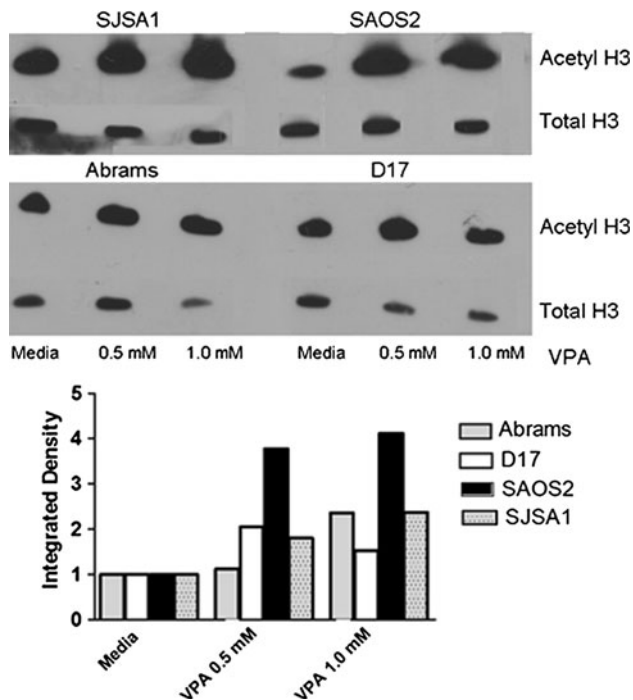 SJSA1 SAOS2
Acetyl H3
Total H3
Abrams D17
Acetyl H3
Total H3
Media 0.5 mM 1.0 mM Media 0.5 mM 1.0 mM VPA
5
4
3
2
1
0
Integrated Density
Abrams
D17
SAOS2
SJSA1
Media
VPA 0.5 mM
VPA 1.0 mM